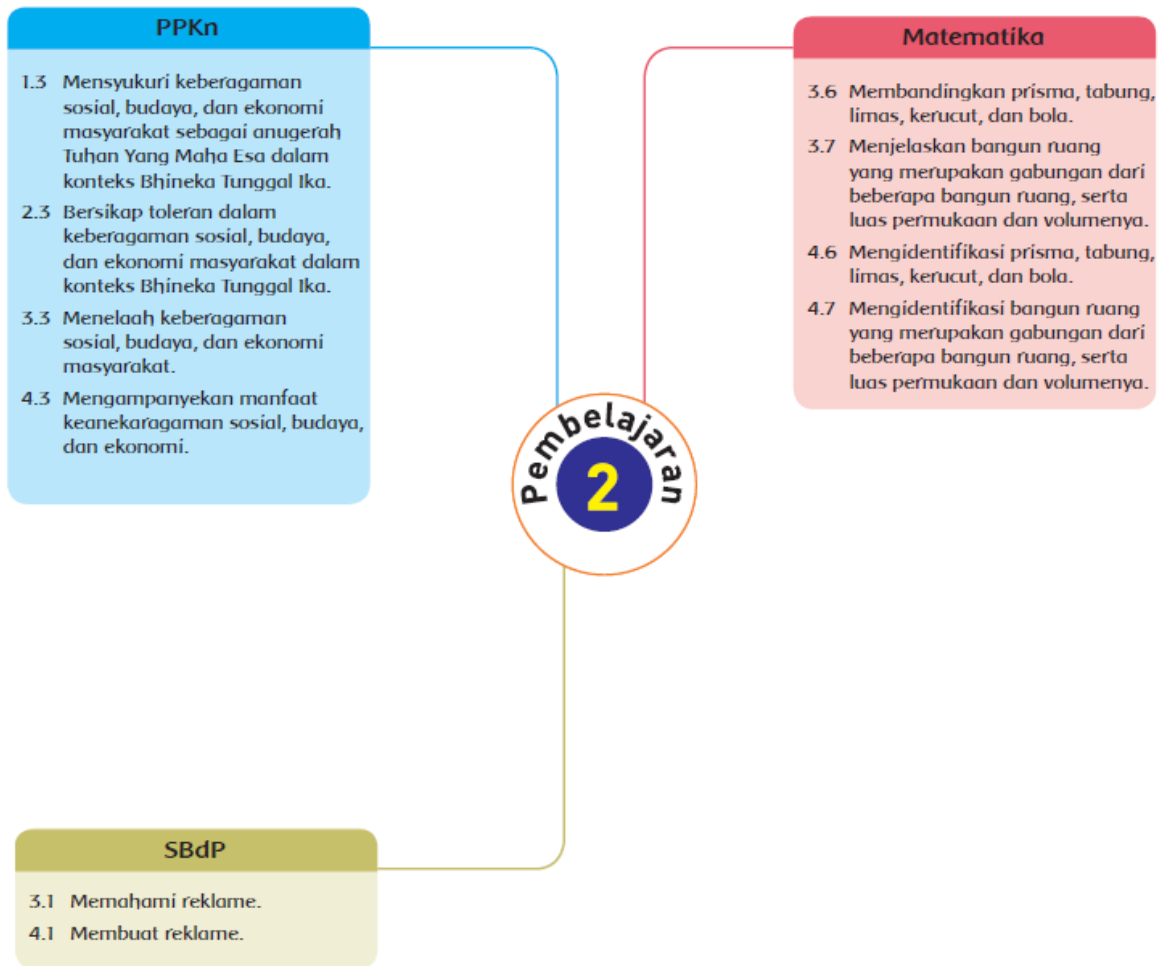 PPKn
1.3 Mensyukuri keberagaman
sosial, budaya, dan ekonomi
masyarakat sebagai anugerah
Tuhan Yang Maha Esa dalam
konteks Bhineka Tunggal Ika.
2.3 Bersikap toleran dalam
keberagaman sosial, budaya,
dan ekonomi masyarakat dalam
konteks Bhineka Tunggal Ika.
3.3 Menelaah keberagaman
sosial, budaya, dan ekonomi
masyarakat.
4.3 Mengampanyekan manfaat
keanekaragaman sosial, budaya,
dan ekonomi.
Matematika
3.6 Membandingkan prisma, tabung,
limas, kerucut, dan bola.
3.7 Menjelaskan bangun ruang
yang merupakan gabungan dari
beberapa bangun ruang, serta
luas permukaan dan volumenya.
4.6 Mengidentifikasi prisma, tabung,
limas, kerucut, dan bola.
4.7 Mengidentifikasi bangun ruang
yang merupakan gabungan dari
beberapa bangun ruang, serta
luas permukaan dan volumenya.
Pembelajaran
2
SBdP
3.1 Memahami reklame.
4.1 Membuat reklame.